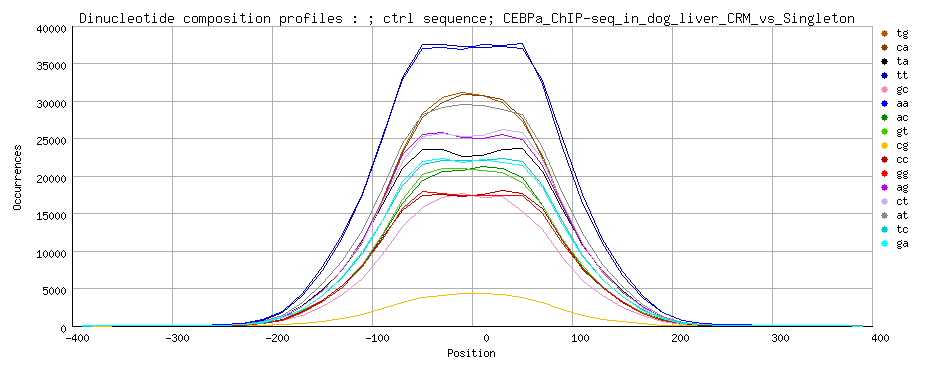 Dinucleotide composition profiles : ; ctrl sequence; CEBPa_ChIP-seq_in_dog_liver_CRM_vs_Singleton
40000
35000
30000
25000
20000
15000
10000
5000
0
Occurrences
-400 -300 -200 -100 0 100 200 300 400
Position
tg
ca
ta
tt
gc
aa
ac
gt
cg
cc
gg
ag
ct
at
tc
ga